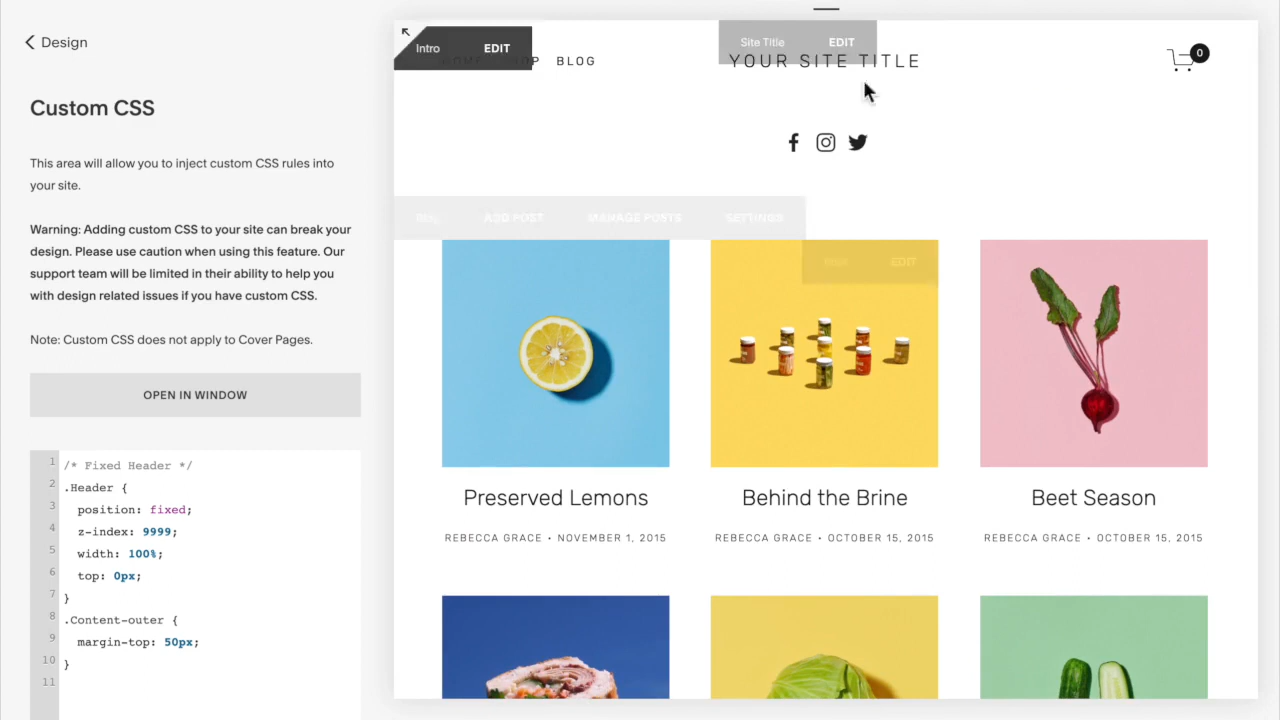 Design
Custom CSS
This area will allow you to inject custom CSS rules into
your site.
Warning: Adding custom CSS to your site can break your
design. Please use caution when using this feature. Our
support team will be limited in their ability to help you
with design related issues if you have custom CSS.
Note: Custom CSS does not apply to Cover Pages.
OPEN IN WINDOW
1 /* Fixed Header */
2 .Header {
3 position: fixed;
4 z-index: 9999;
5 width: 100%;
6 top: 0px;
7 }
8 .Content-outer {
9 margin-top: 50px;
10 }
11
Intro EDIT
Site Title EDIT
BLOG
YOUR SITE TITLE
0
ADD POST MANAGE POSTS SETTINGS
EDIT
Preserved Lemons
REBECCA GRACE • NOVEMBER 1, 2015
Behind the Brine
REBECCA GRACE • OCTOBER 15, 2015
Beet Season
REBECCA GRACE • OCTOBER 15, 2015